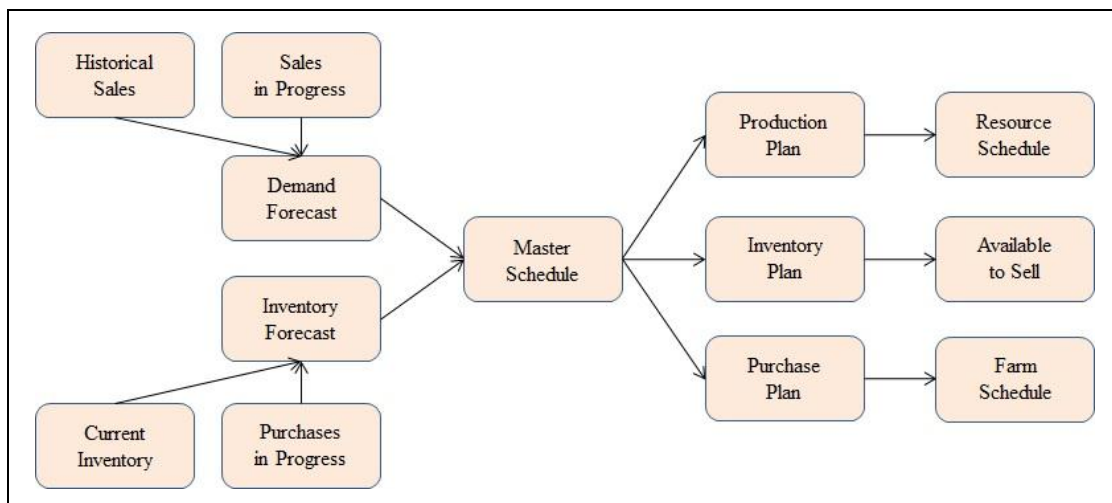 Historical
Sales
Sales
in Progress
Demand
Forecast
Inventory
Forecast
Current
Inventory
Purchases
in Progress
Master
Schedule
Production
Plan
Resource
Schedule
Inventory
Plan
Available
to Sell
Purchase
Plan
Farm
Schedule